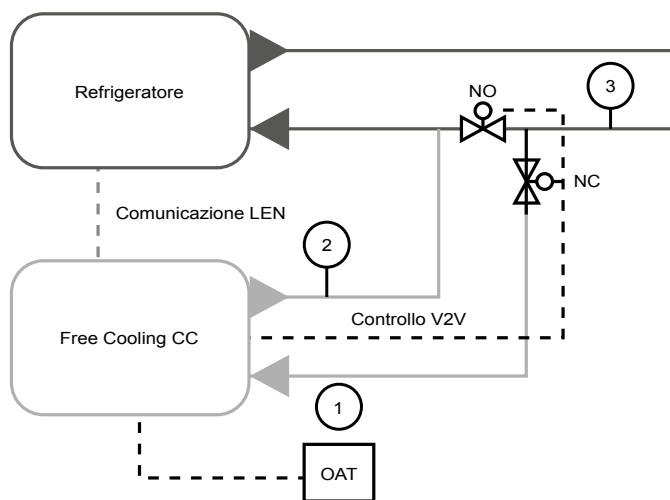 Refrigeratore
NO
3
NC
Comunicazione LEN
2
Controllo V2V
Free Cooling CC
1
OAT